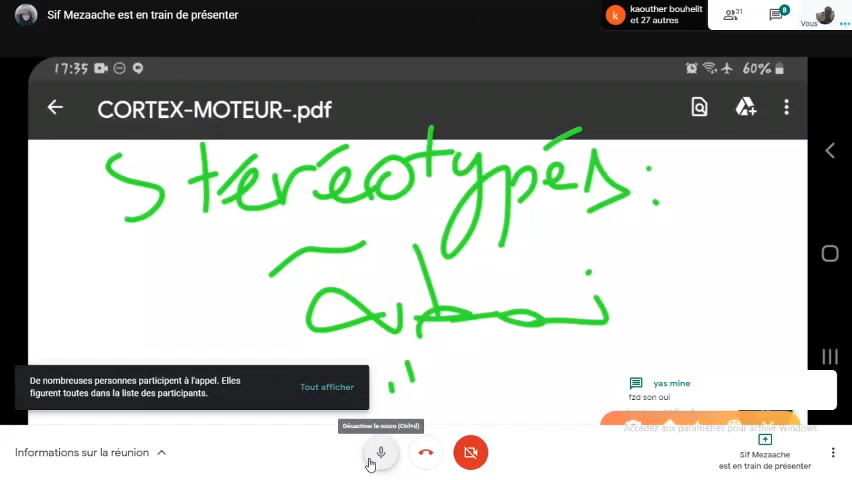 Sif Mezaache est en train de présenter
kaouther bouhelit
et 27 autres
k
31
8
Vous
17:35
60%
CORTEX-MOTEUR-.pdf
Stéréotypés:
De nombreuses personnes participent à l'appel. Elles
figurent toutes dans la liste des participants.
Tout afficher
yas mine
fza son oui
Désactiver le micro (Ctrl+d)
Accédez aux paramètres pour activer Windows.
Informations sur la réunion
Sif Mezaache
est en train de présenter